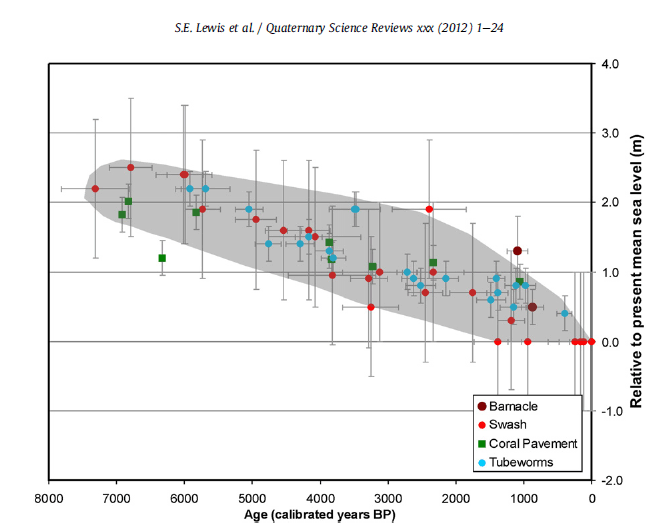 S.E. Lewis et al. / Quaternary Science Reviews xxx (2012) 1–24
4.0
3.0
2.0
1.0
0.0
-1.0
-2.0
Relative to present mean sea level (m)
Barnacle
Swash
Coral Pavement
Tubeworms
8000 7000 6000 5000 4000 3000 2000 1000 0
Age (calibrated years BP)